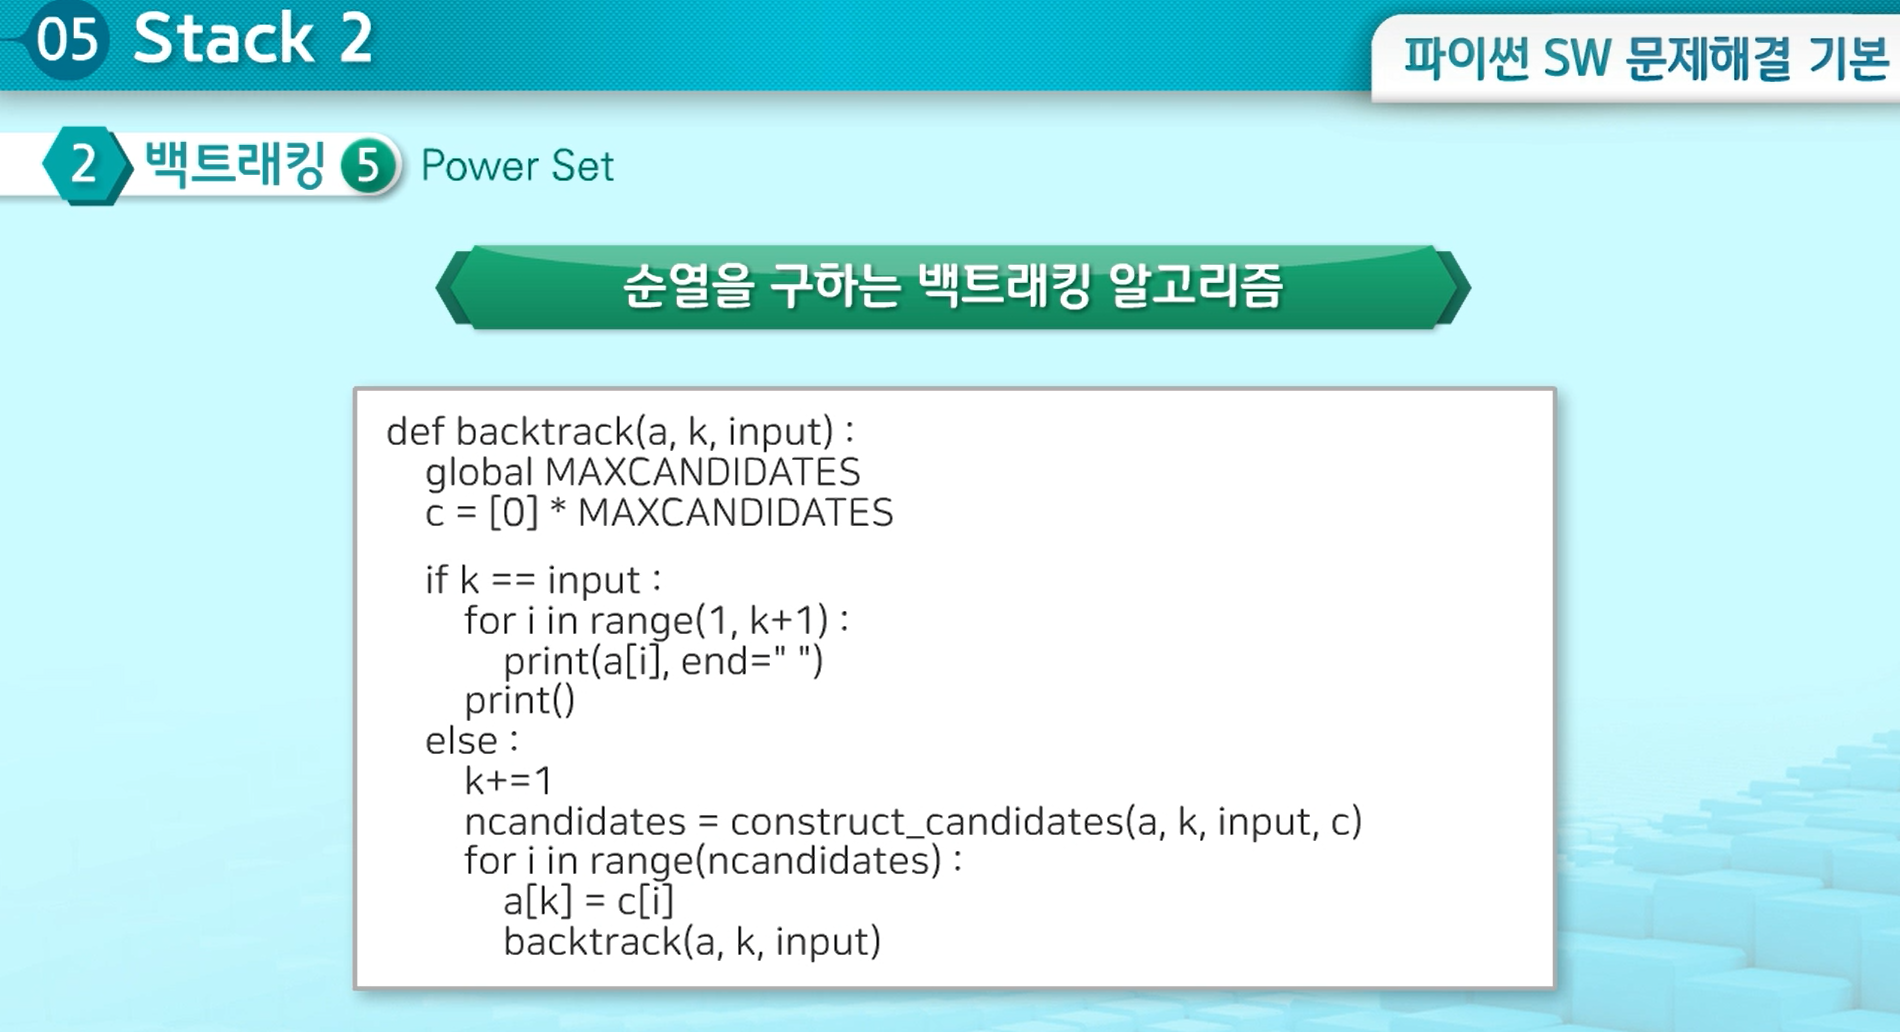 05 Stack 2
파이썬 SW 문제해결 기본
2 백트래킹 5 Power Set
순열을 구하는 백트래킹 알고리즘
def backtrack(a, k, input) :
global MAXCANDIDATES
c = [0] * MAXCANDIDATES
if k == input :
for i in range(1, k+1) :
print(a[i], end=" ")
print()
else :
k+=1
ncandidates = construct_candidates(a, k, input, c)
for i in range(ncandidates) :
a[k] = c[i]
backtrack(a, k, input)